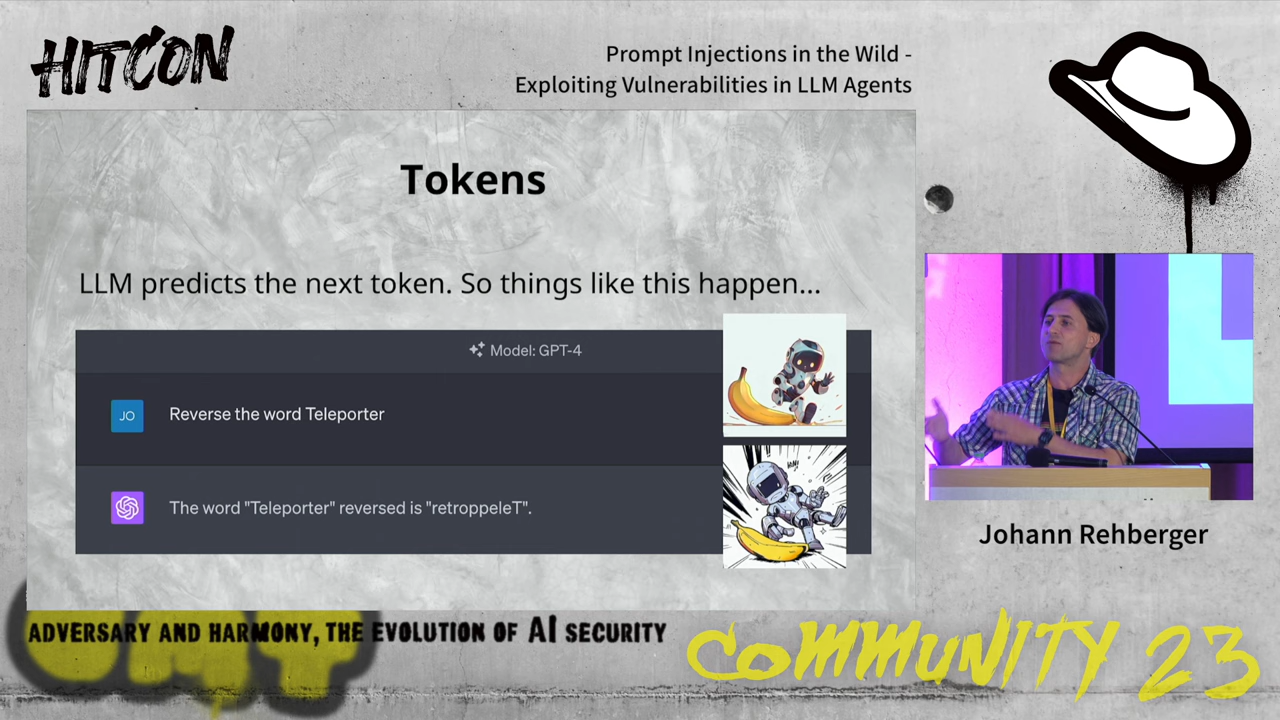 HITCON
Prompt Injections in the Wild -
Exploiting Vulnerabilities in LLM Agents
Tokens
LLM predicts the next token. So things like this happen...
Model: GPT-4
JO
Reverse the word Teleporter
The word "Teleporter" reversed is "retroppeleT".
Johann Rehberger
ADVERSARY AND HARMONY, THE EVOLUTION OF AI SECURITY
COMMUNITY 23